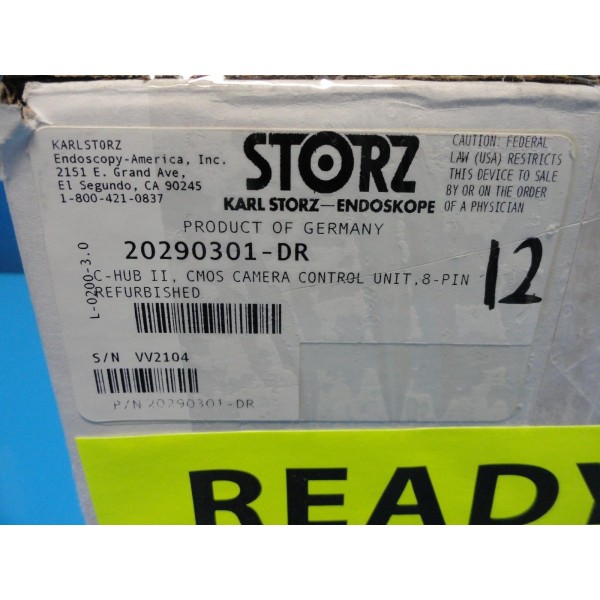 KARLSTORZ
Endoscopy-America, Inc.
2151 E. Grand Ave,
El Segundo, CA 90245
1-800-421-0837
STORZ
KARL STORZ—ENDOSKOPE
CAUTION: FEDERAL
LAW (USA) RESTRICTS
THIS DEVICE TO SALE
BY OR ON THE ORDER
OF A PHYSICIAN
PRODUCT OF GERMANY
20290301-DR
C-HUB II, CMOS CAMERA CONTROL UNIT,8-PIN
REFURBISHED
12
L-0200-3.0
S/N VV2104
P/N 20290301-DR
READY